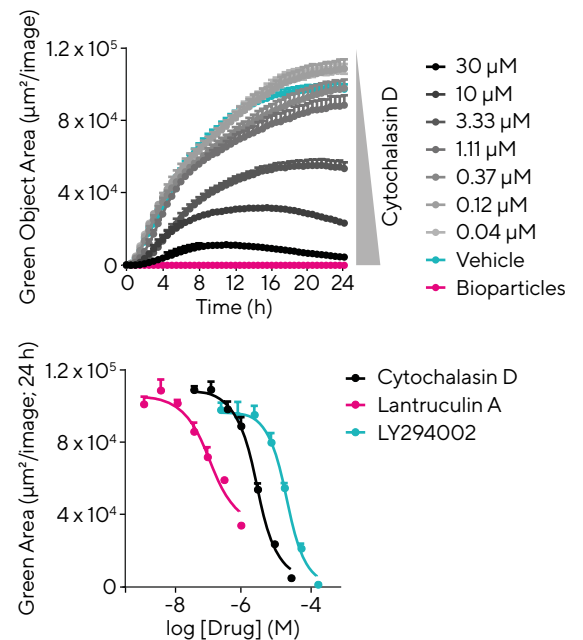 Green Object Area (µm²/image)
1.2 x 10⁵
8 x 10⁴
4 x 10⁴
0
0 4 8 12 16 20 24
Time (h)
Cytochalasin D
30 µM
10 µM
3.33 µM
1.11 µM
0.37 µM
0.12 µM
0.04 µM
Vehicle
Bioparticles
Green Area (µm²/image; 24 h)
1.2 x 10⁵
8 x 10⁴
4 x 10⁴
0
-8 -6 -4
log [Drug] (M)
Cytochalasin D
Lantruculin A
LY294002